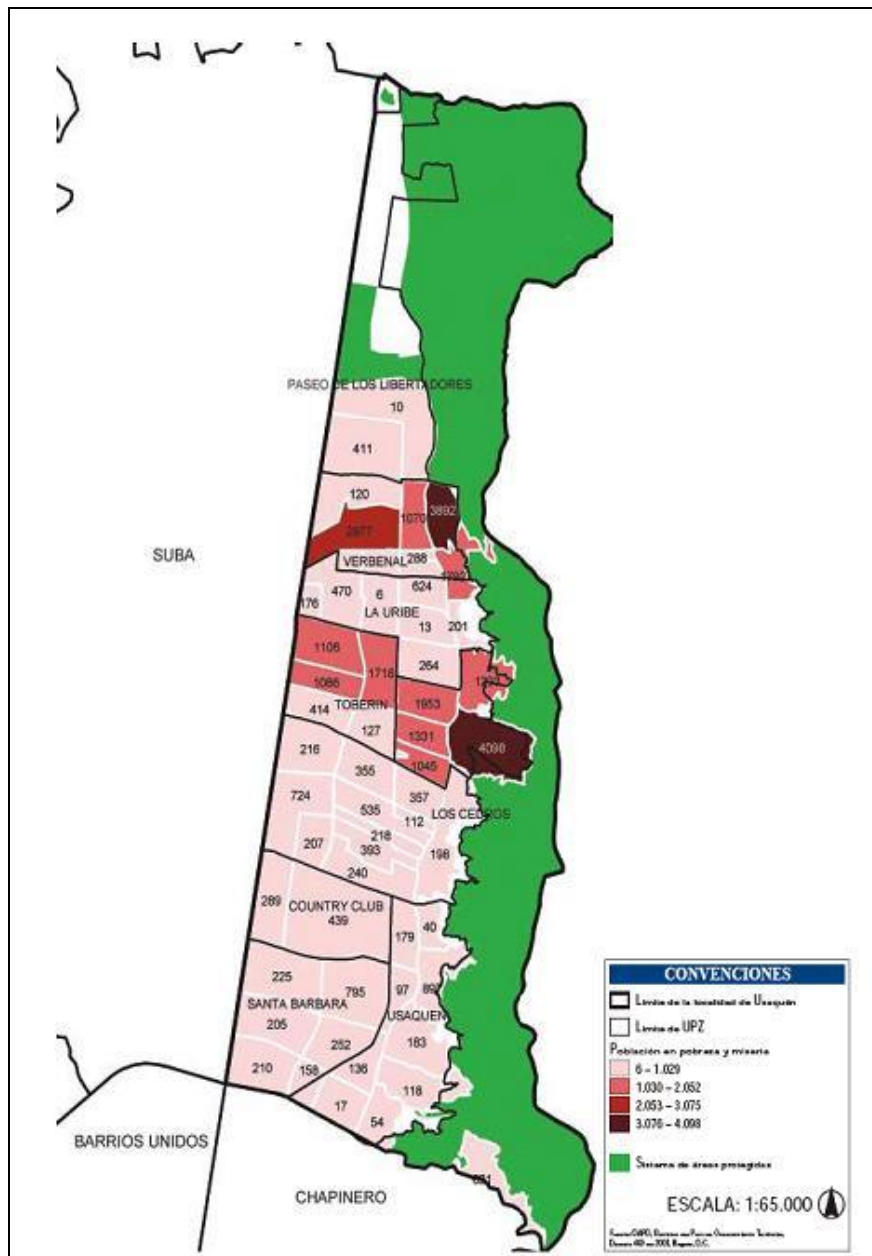 PASEO DE LOS LIBERTADORES
10
411
120
1070
3892
2977
288
VERBENAL
SUBA
470
6
624
176
LA URIBE
13
201
1106
1718
264
1086
1953
414
TOBERIN
127
1331
4098
216
1045
355
724
357
535
LOS CEDROS
112
218
207
393
198
240
289
COUNTRY CLUB
439
179
40
225
795
97
SANTA BARBARA
USAQUEN
205
183
252
210
158
136
118
17
54
BARRIOS UNIDOS
CHAPINERO
CONVENCIONES
Límite de la localidad de Usaquén
Límite de UPZ
Población en pobreza y miseria
6 – 1.029
1.030 – 2.052
2.053 – 3.075
3.076 – 4.098
Sistema de áreas protegidas
ESCALA: 1:65.000